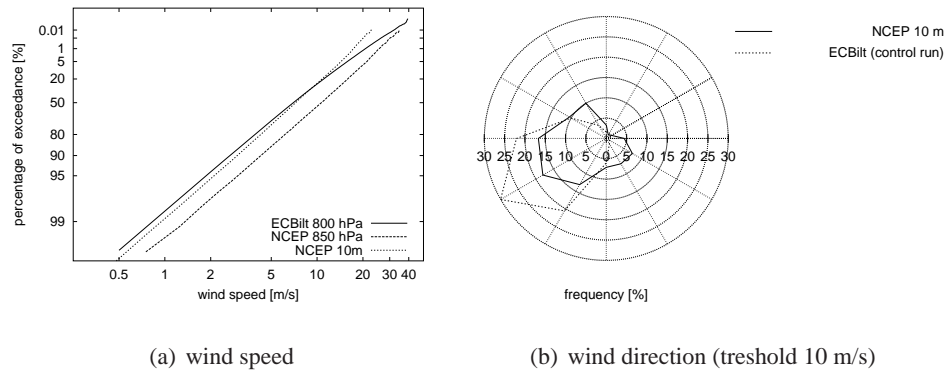 percentage of exceedance [%]
0.01
1
5
20
50
80
90
95
99
ECBilt 800 hPa
NCEP 850 hPa
NCEP 10m
0.5 1 2 5 10 20 30 40
wind speed [m/s]
(a) wind speed
NCEP 10 m
ECBilt (control run)
30 25 20 15 10 5 0 5 10 15 20 25 30
frequency [%]
(b) wind direction (treshold 10 m/s)